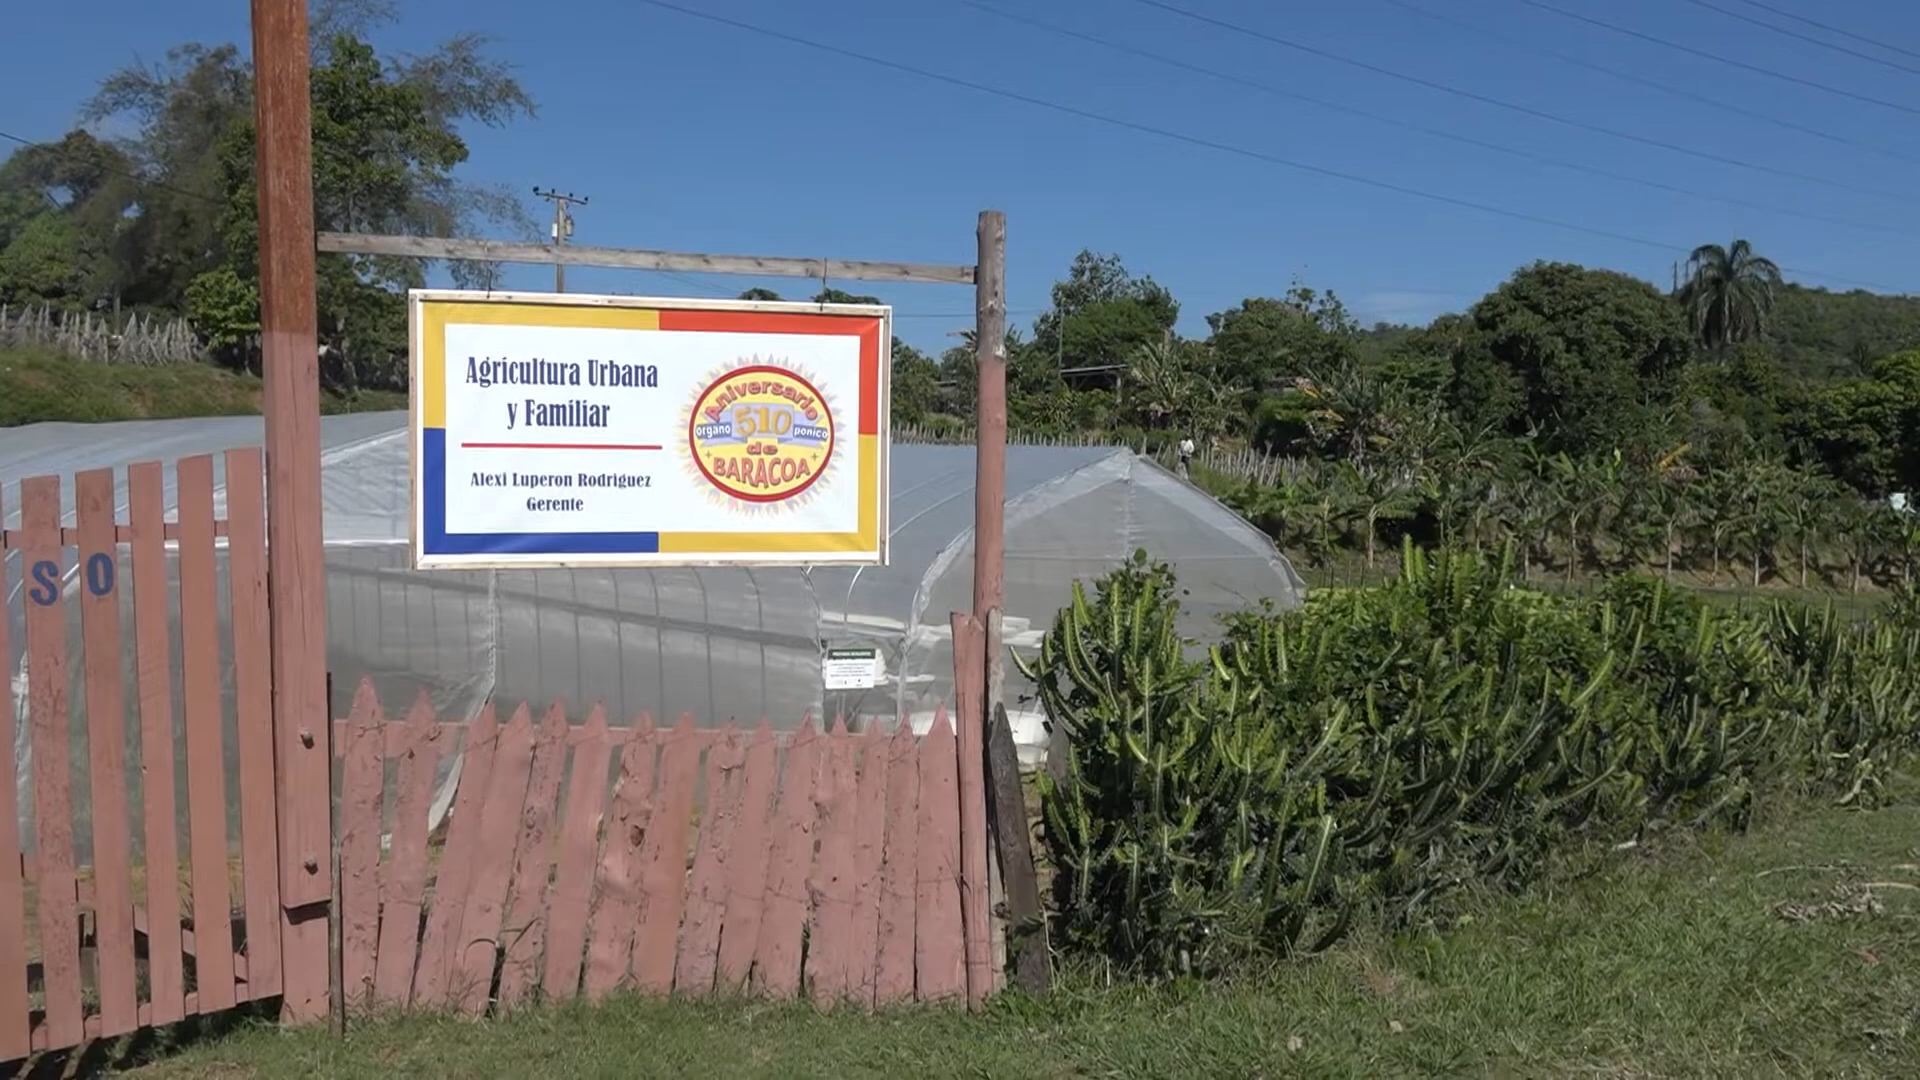 Agricultura Urbana
y Familiar
Alexi Luperon Rodriguez
Gerente
Aniversario
organo 510 ponico
de
BARACOA
S O